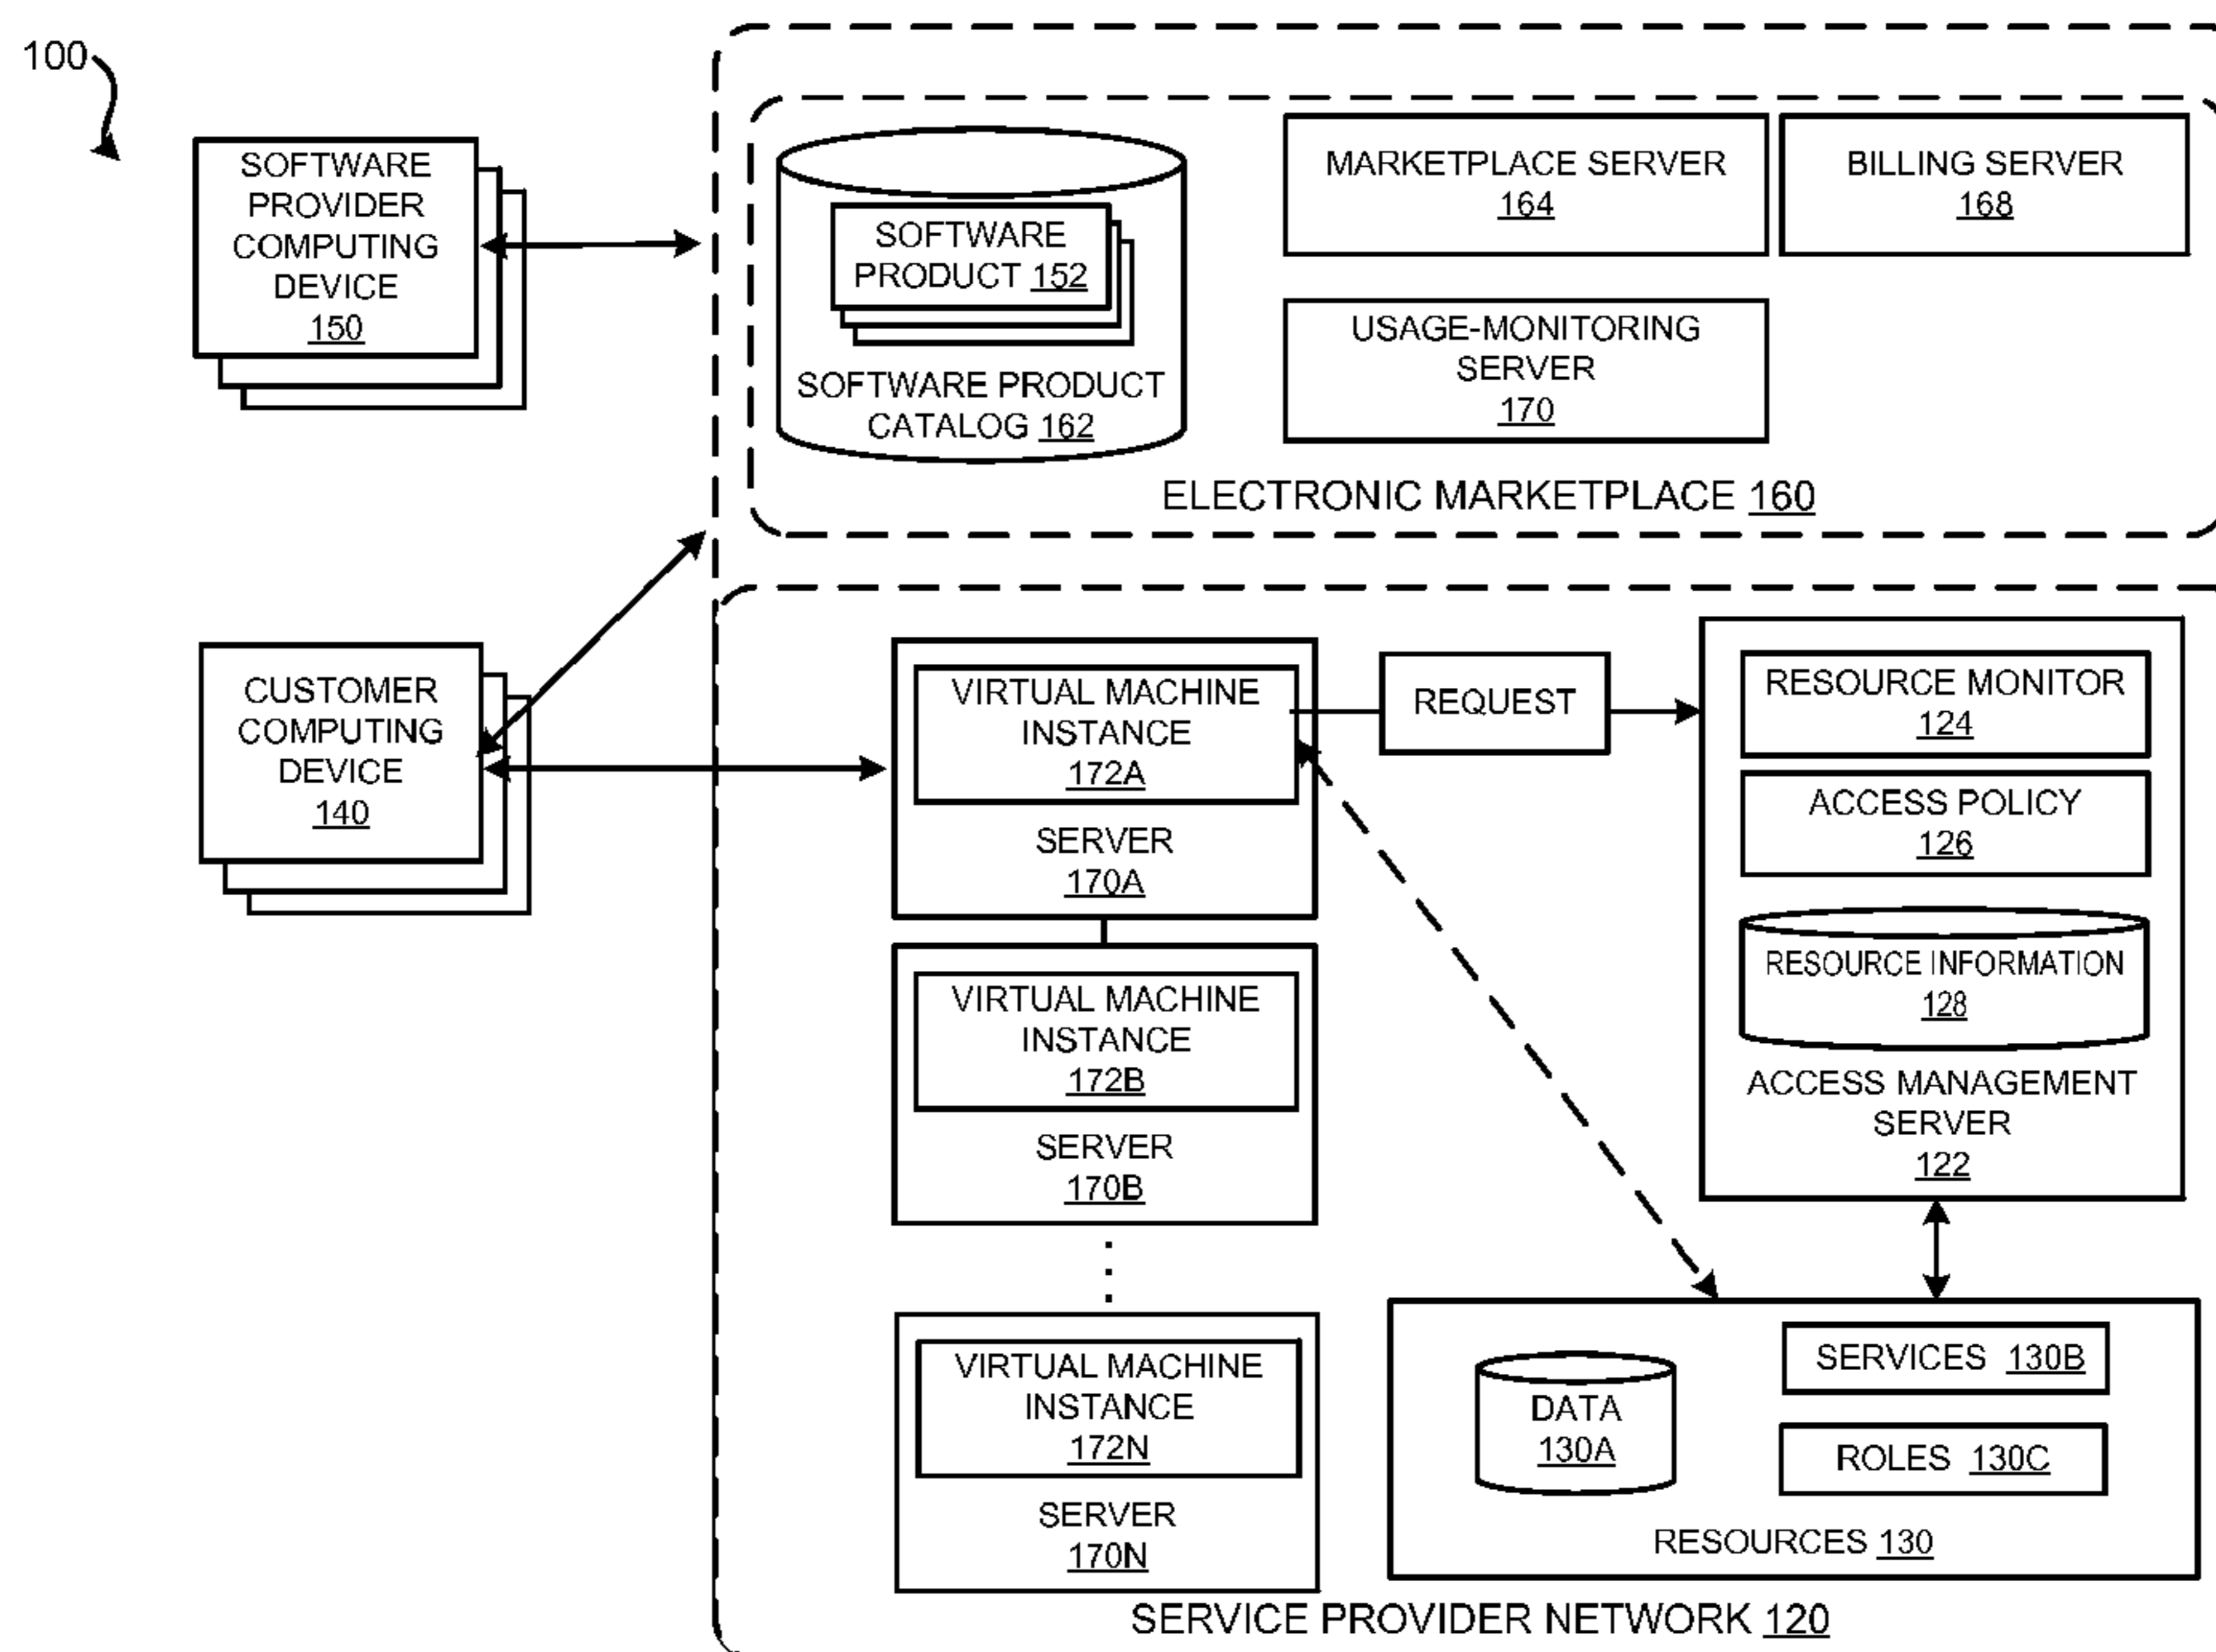 100
SOFTWARE
PROVIDER
COMPUTING
DEVICE
150
SOFTWARE
PRODUCT 152
SOFTWARE PRODUCT
CATALOG 162
MARKETPLACE SERVER
164
BILLING SERVER
168
USAGE-MONITORING
SERVER
170
ELECTRONIC MARKETPLACE 160
CUSTOMER
COMPUTING
DEVICE
140
VIRTUAL MACHINE
INSTANCE
172A
SERVER
170A
REQUEST
RESOURCE MONITOR
124
ACCESS POLICY
126
RESOURCE INFORMATION
128
ACCESS MANAGEMENT
SERVER
122
VIRTUAL MACHINE
INSTANCE
172B
SERVER
170B
VIRTUAL MACHINE
INSTANCE
172N
SERVER
170N
DATA
130A
SERVICES 130B
ROLES 130C
RESOURCES 130
SERVICE PROVIDER NETWORK 120